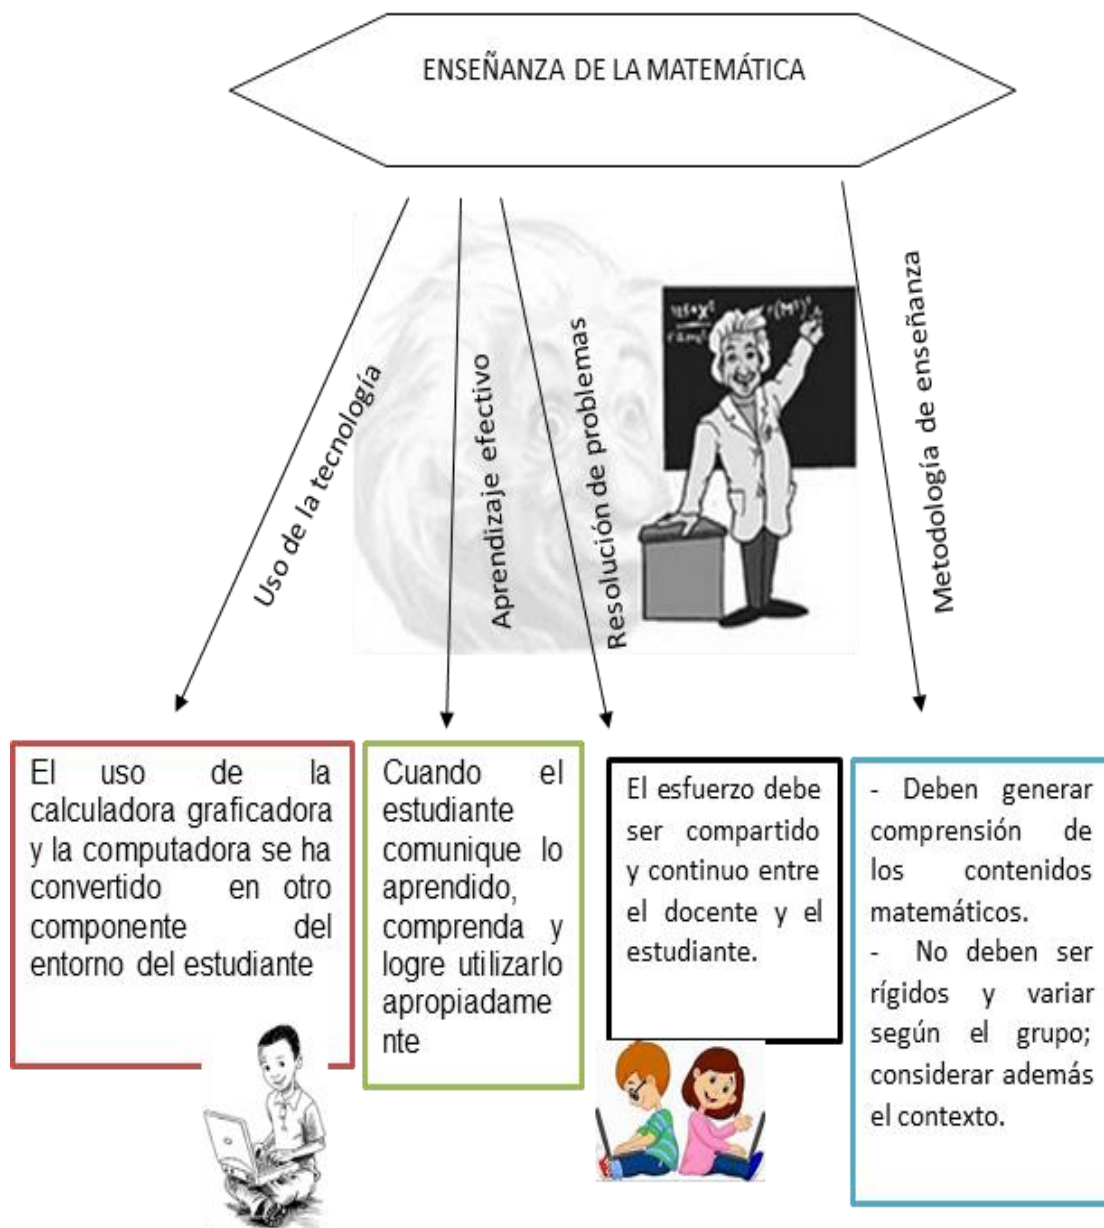 ENSEÑANZA DE LA MATEMÁTICA
Uso de la tecnología
Aprendizaje efectivo
Resolución de problemas
Metodología de enseñanza
El uso de la
calculadora graficadora
y la computadora se ha
convertido en otro
componente del
entorno del estudiante
Cuando el
estudiante
comunique lo
aprendido,
comprenda y
logre utilizarlo
apropiadame
nte
El esfuerzo debe
ser compartido
y continuo entre
el docente y el
estudiante.
- Deben generar
comprensión de
los contenidos
matemáticos.
- No deben ser
rígidos y variar
según el grupo;
considerar además
el contexto.